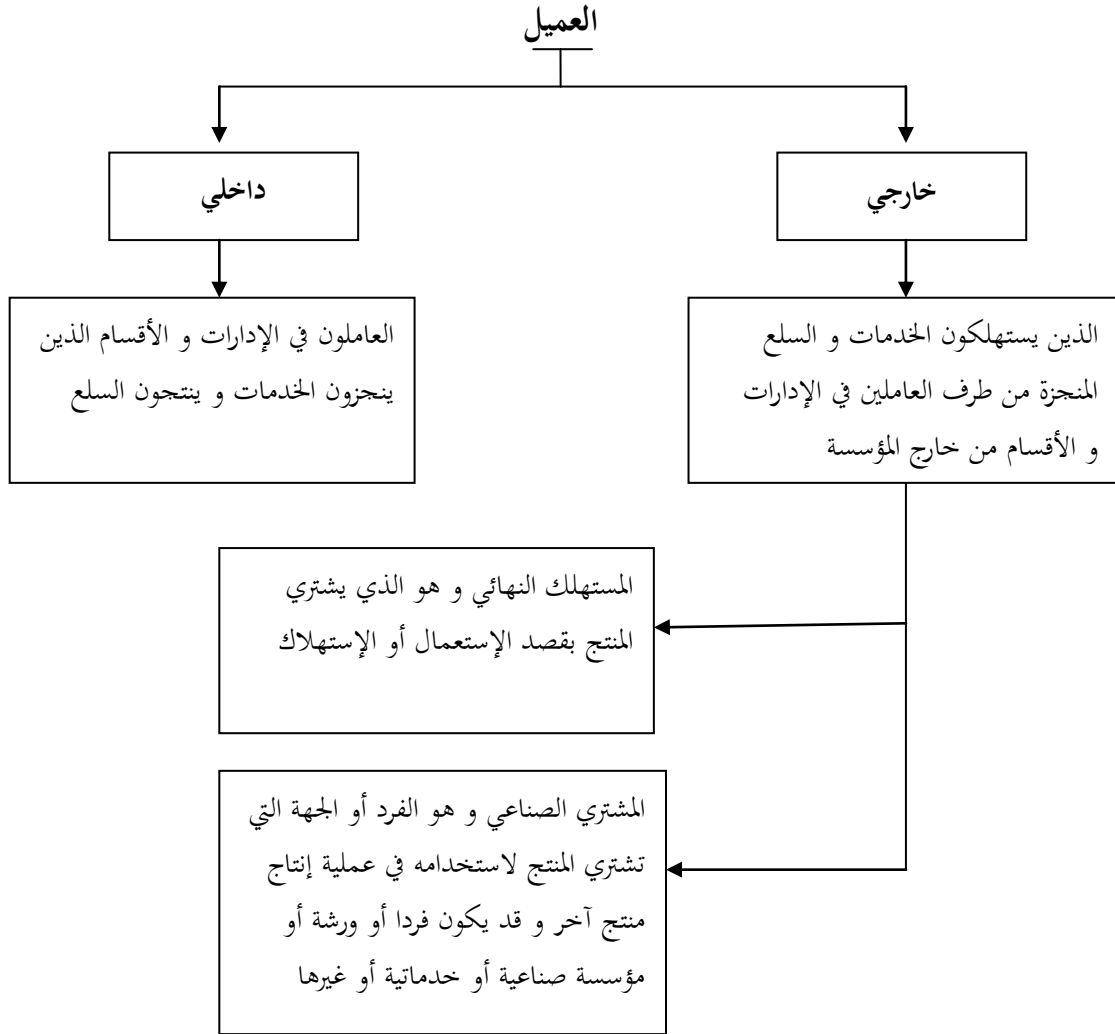 العميل
خارجي
داخلي
الذين يستهلكون الخدمات و السلع
المنجزة من طرف العاملين في الإدارات
و الأقسام من خارج المؤسسة
العاملون في الإدارات و الأقسام الذين
ينجزون الخدمات و ينتجون السلع
المستهلك النهائي و هو الذي يشتري
المنتج بقصد الإستعمال أو الإستهلاك
المشتري الصناعي و هو الفرد أو الجهة التي
تشتري المنتج لاستخدامه في عملية إنتاج
منتج آخر و قد يكون فردا أو ورشة أو
مؤسسة صناعية أو خدماتية أو غيرها